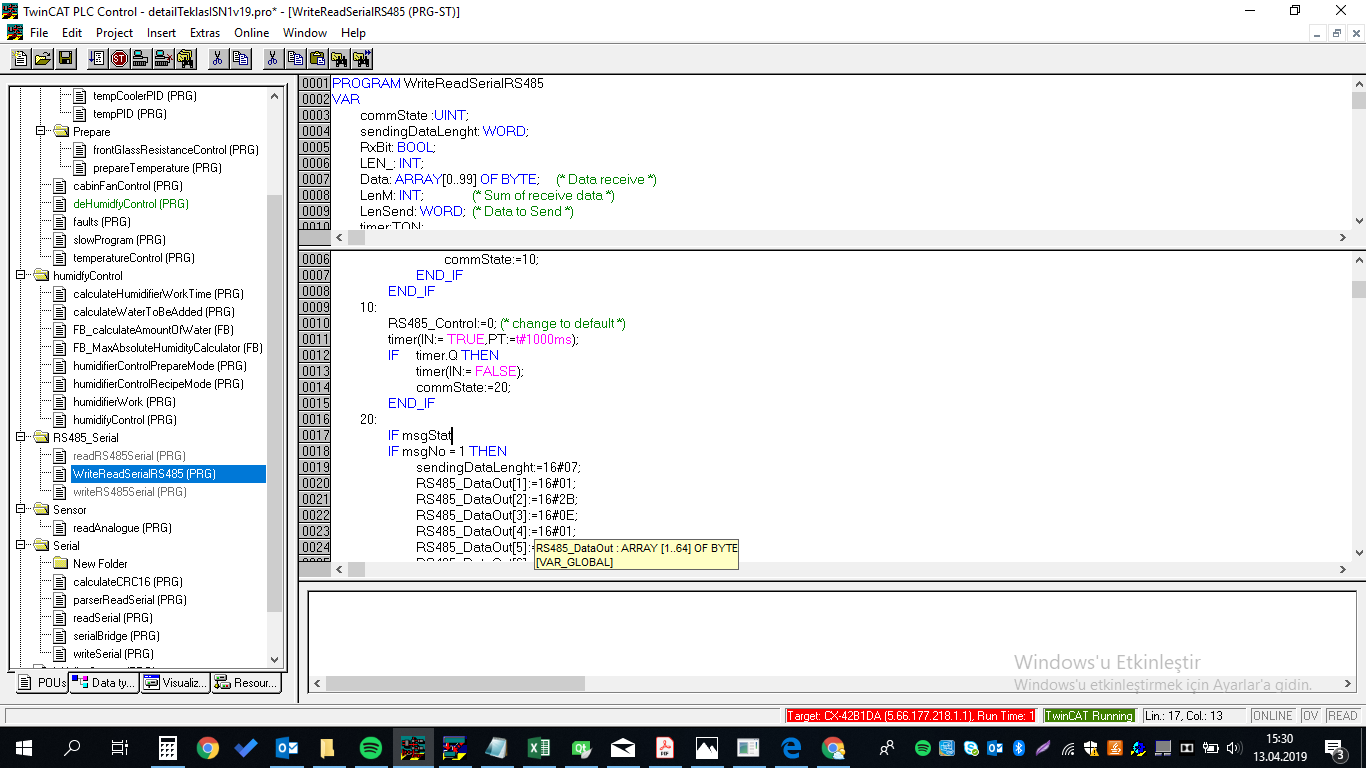 TwinCAT PLC Control - detailTeklasISN1v19.pro* - [WriteReadSerialRS485 (PRG-ST)]
File Edit Project Insert Extras Online Window Help
tempCoolerPID (PRG)
tempPID (PRG)
Prepare
frontGlassResistanceControl (PRG)
prepareTemperature (PRG)
cabinFanControl (PRG)
deHumidfyControl (PRG)
faults (PRG)
slowProgram (PRG)
temperatureControl (PRG)
humidfyControl
calculateHumidifierWorkTime (PRG)
calculateWaterToBeAdded (PRG)
FB_calculateAmountOfWater (FB)
FB_MaxAbsoluteHumidityCalculator (FB)
humidifierControlPrepareMode (PRG)
humidifierControlRecipeMode (PRG)
humidifierWork (PRG)
humidifyControl (PRG)
RS485_Serial
readRS485Serial (PRG)
WriteReadSerialRS485 (PRG)
writeRS485Serial (PRG)
Sensor
readAnalogue (PRG)
Serial
New Folder
calculateCRC16 (PRG)
parserReadSerial (PRG)
readSerial (PRG)
serialBridge (PRG)
writeSerial (PRG)
POUs Data ty... Visualiz... Resour...
0001 PROGRAM WriteReadSerialRS485
0002 VAR
0003 commState :UINT;
0004 sendingDataLenght: WORD;
0005 RxBit: BOOL;
0006 LEN_: INT;
0007 Data: ARRAY[0..99] OF BYTE; (* Data receive *)
0008 LenM: INT; (* Sum of receive data *)
0009 LenSend: WORD; (* Data to Send *)
0010 timer:TON;
0006 commState:=10;
0007 END_IF
0008 END_IF
0009 10:
0010 RS485_Control:=0; (* change to default *)
0011 timer(IN:= TRUE,PT:=t#1000ms);
0012 IF timer.Q THEN
0013 timer(IN:= FALSE);
0014 commState:=20;
0015 END_IF
0016 20:
0017 IF msgStat
0018 IF msgNo = 1 THEN
0019 sendingDataLenght:=16#07;
0020 RS485_DataOut[1]:=16#01;
0021 RS485_DataOut[2]:=16#2B;
0022 RS485_DataOut[3]:=16#0E;
0023 RS485_DataOut[4]:=16#01;
0024 RS485_DataOut[5]:
RS485_DataOut : ARRAY [1..64] OF BYTE
[VAR_GLOBAL]
Windows'u Etkinleştir
Windows'u etkinleştirmek için Ayarlar'a gidin.
Target: CX-42B1DA (5.66.177.218.1.1), Run Time: 1 TwinCAT Running Lin.: 17, Col.: 13 ONLINE OV READ
15:30
13.04.2019
3